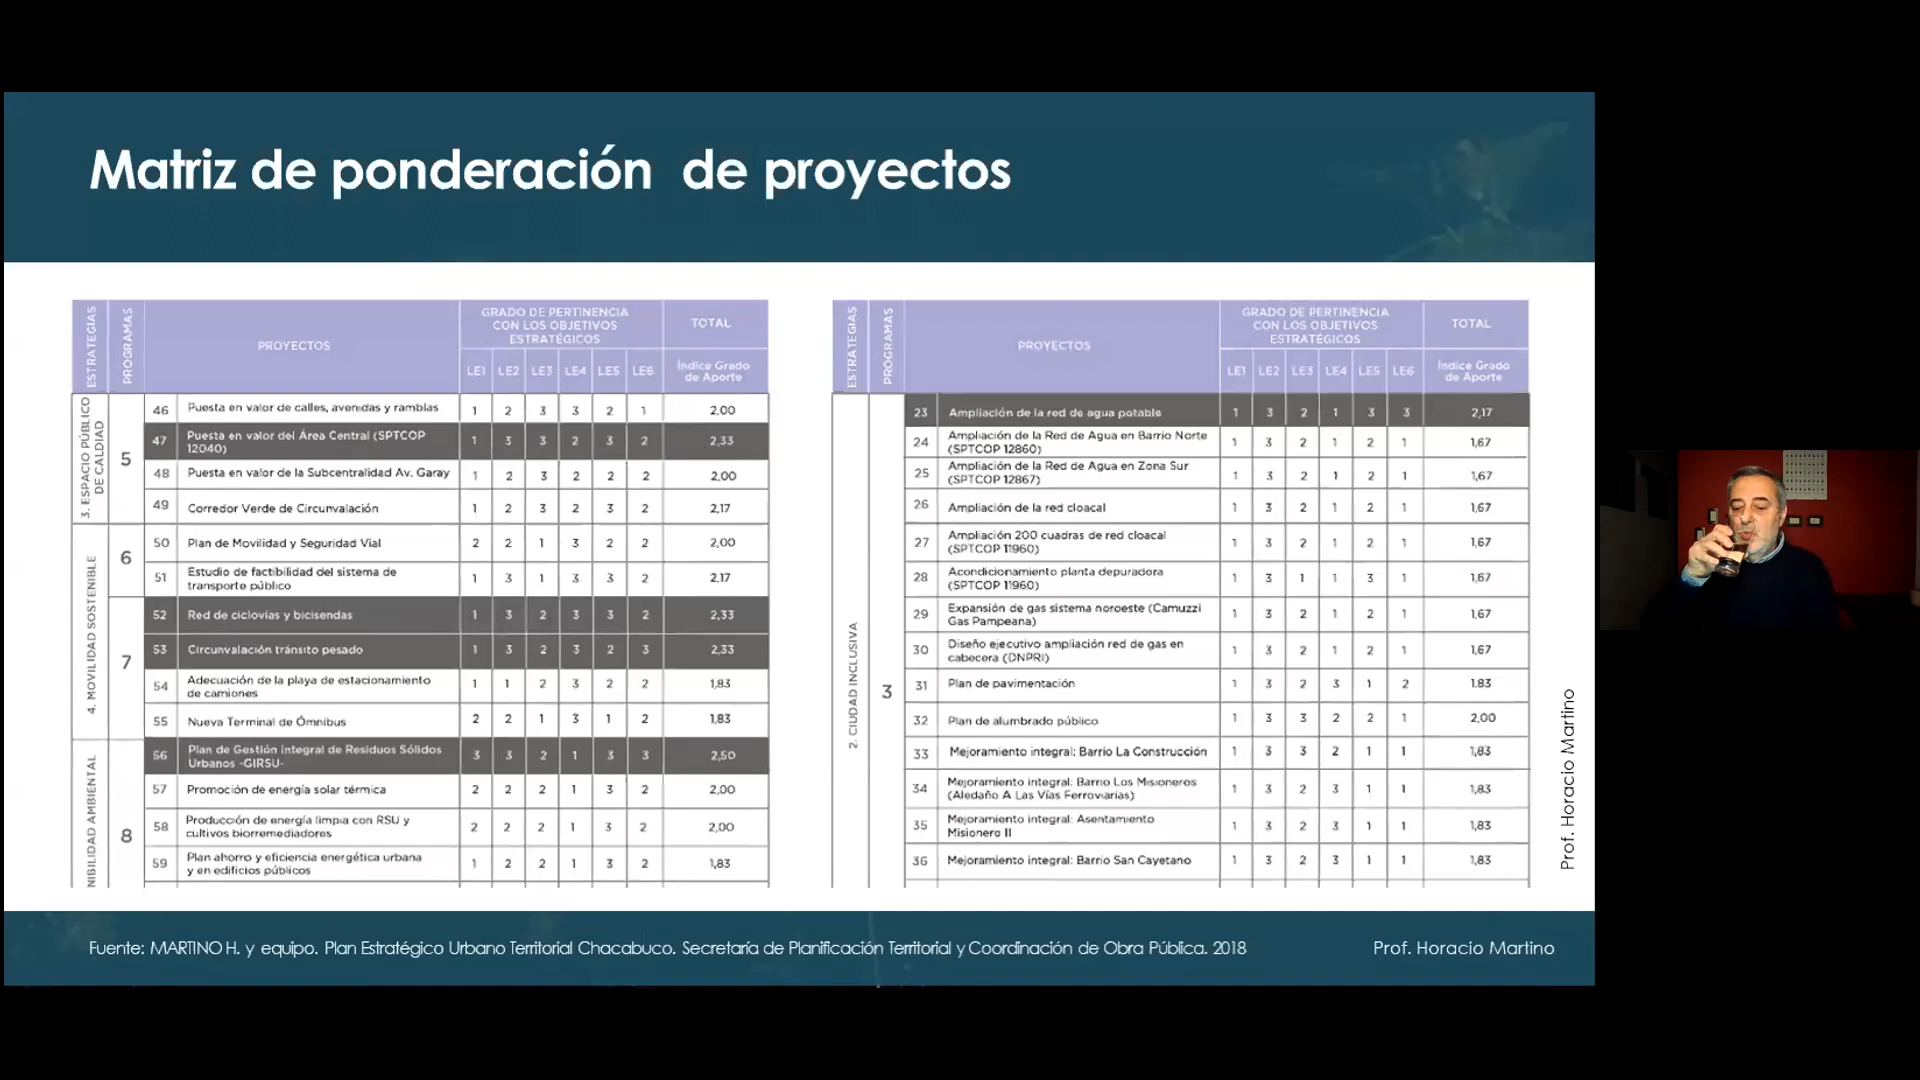 Matriz de ponderación de proyectos
ESTRATEGIAS
PROGRAMAS
PROYECTOS
GRADO DE PERTINENCIA
CON LOS OBJETIVOS
ESTRATÉGICOS
TOTAL
LE1 LE2 LE3 LE4 LE5 LE6
Índice Grado
de Aporte
3. ESPACIO PÚBLICO
DE CALDIAD
5
46 Puesta en valor de calles, avenidas y ramblas 1 2 3 3 2 1 2,00
47 Puesta en valor del Área Central (SPTCOP
12040) 1 3 3 2 3 2 2,33
48 Puesta en valor de la Subcentralidad Av. Garay 1 2 3 2 2 2 2,00
49 Corredor Verde de Circunvalación 1 2 3 2 3 2 2,17
4. MOVILIDAD SOSTENIBLE
6
50 Plan de Movilidad y Seguridad Vial 2 2 1 3 2 2 2,00
51 Estudio de factibilidad del sistema de
transporte público 1 3 1 3 3 2 2,17
7
52 Red de ciclovías y bicisendas 1 3 2 3 3 2 2,33
53 Circunvalación tránsito pesado 1 3 2 3 2 3 2,33
54 Adecuación de la playa de estacionamiento
de camiones 1 1 2 3 2 2 1,83
55 Nueva Terminal de Ómnibus 2 2 1 3 1 2 1,83
NIBILIDAD AMBIENTAL
8
56 Plan de Gestión Integral de Residuos Sólidos
Urbanos -GIRSU- 3 3 2 1 3 3 2,50
57 Promoción de energía solar térmica 2 2 2 1 3 2 2,00
58 Producción de energía limpia con RSU y
cultivos biorremediadores 2 2 2 1 3 2 2,00
59 Plan ahorro y eficiencia energética urbana
y en edificios públicos 1 2 2 1 3 2 1,83
ESTRATEGIAS
PROGRAMAS
PROYECTOS
GRADO DE PERTINENCIA
CON LOS OBJETIVOS
ESTRATÉGICOS
TOTAL
LE1 LE2 LE3 LE4 LE5 LE6
Índice Grado
de Aporte
2. CIUDAD INCLUSIVA
3
23 Ampliación de la red de agua potable 1 3 2 1 3 3 2,17
24 Ampliación de la Red de Agua en Barrio Norte
(SPTCOP 12860) 1 3 2 1 2 1 1,67
25 Ampliación de la Red de Agua en Zona Sur
(SPTCOP 12867) 1 3 2 1 2 1 1,67
26 Ampliación de la red cloacal 1 3 2 1 2 1 1,67
27 Ampliación 200 cuadras de red cloacal
(SPTCOP 11960) 1 3 2 1 2 1 1,67
28 Acondicionamiento planta depuradora
(SPTCOP 11960) 1 3 1 1 3 1 1,67
29 Expansión de gas sistema noroeste (Camuzzi
Gas Pampeana) 1 3 2 1 2 1 1,67
30 Diseño ejecutivo ampliación red de gas en
cabecera (DNPRI) 1 3 2 1 2 1 1,67
31 Plan de pavimentación 1 3 2 3 1 2 1.83
32 Plan de alumbrado público 1 3 3 2 2 1 2,00
33 Mejoramiento integral: Barrio La Construcción 1 3 3 2 1 1 1,83
34 Mejoramiento integral: Barrio Los Misioneros
(Aledaño A Las Vías Ferroviarias) 1 3 2 3 1 1 1,83
35 Mejoramiento integral: Asentamiento
Misionero II 1 3 2 3 1 1 1,83
36 Mejoramiento integral: Barrio San Cayetano 1 3 2 3 1 1 1,83
Prof. Horacio Martino
Fuente: MARTINO H. y equipo. Plan Estratégico Urbano Territorial Chacabuco. Secretaría de Planificación Territorial y Coordinación de Obra Pública. 2018
Prof. Horacio Martino